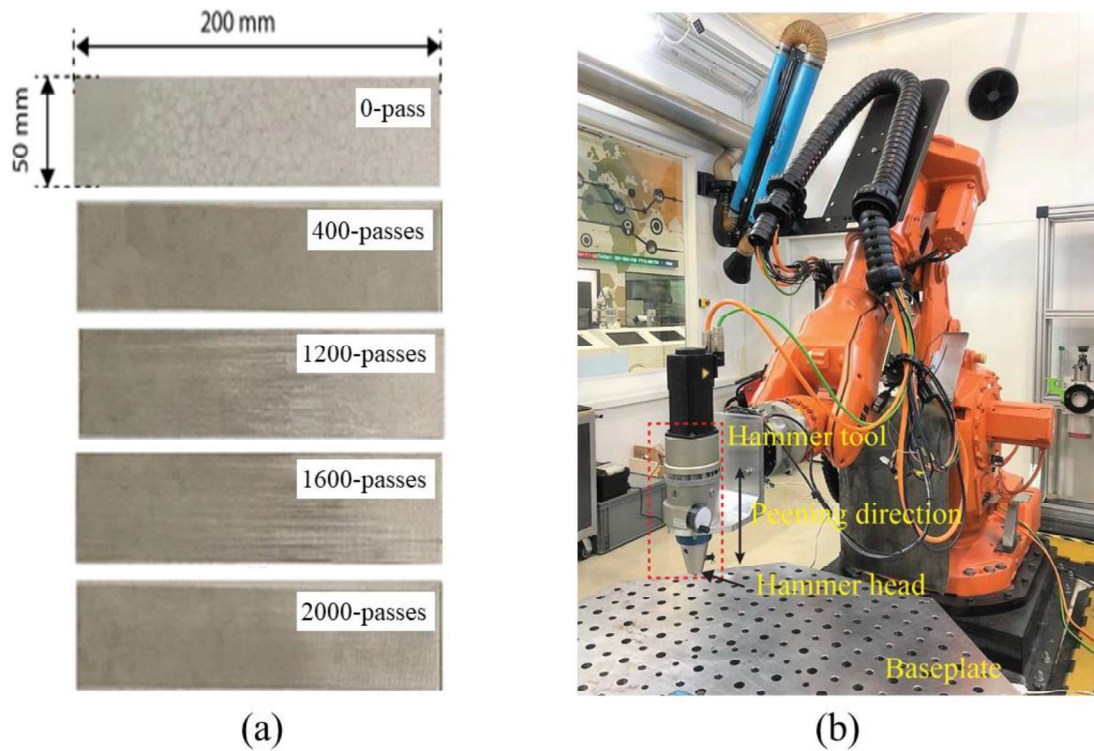 200 mm
50 mm
0-pass
400-passes
1200-passes
1600-passes
2000-passes
(a)
Hammer tool
Peening direction
Hammer head
Baseplate
(b)